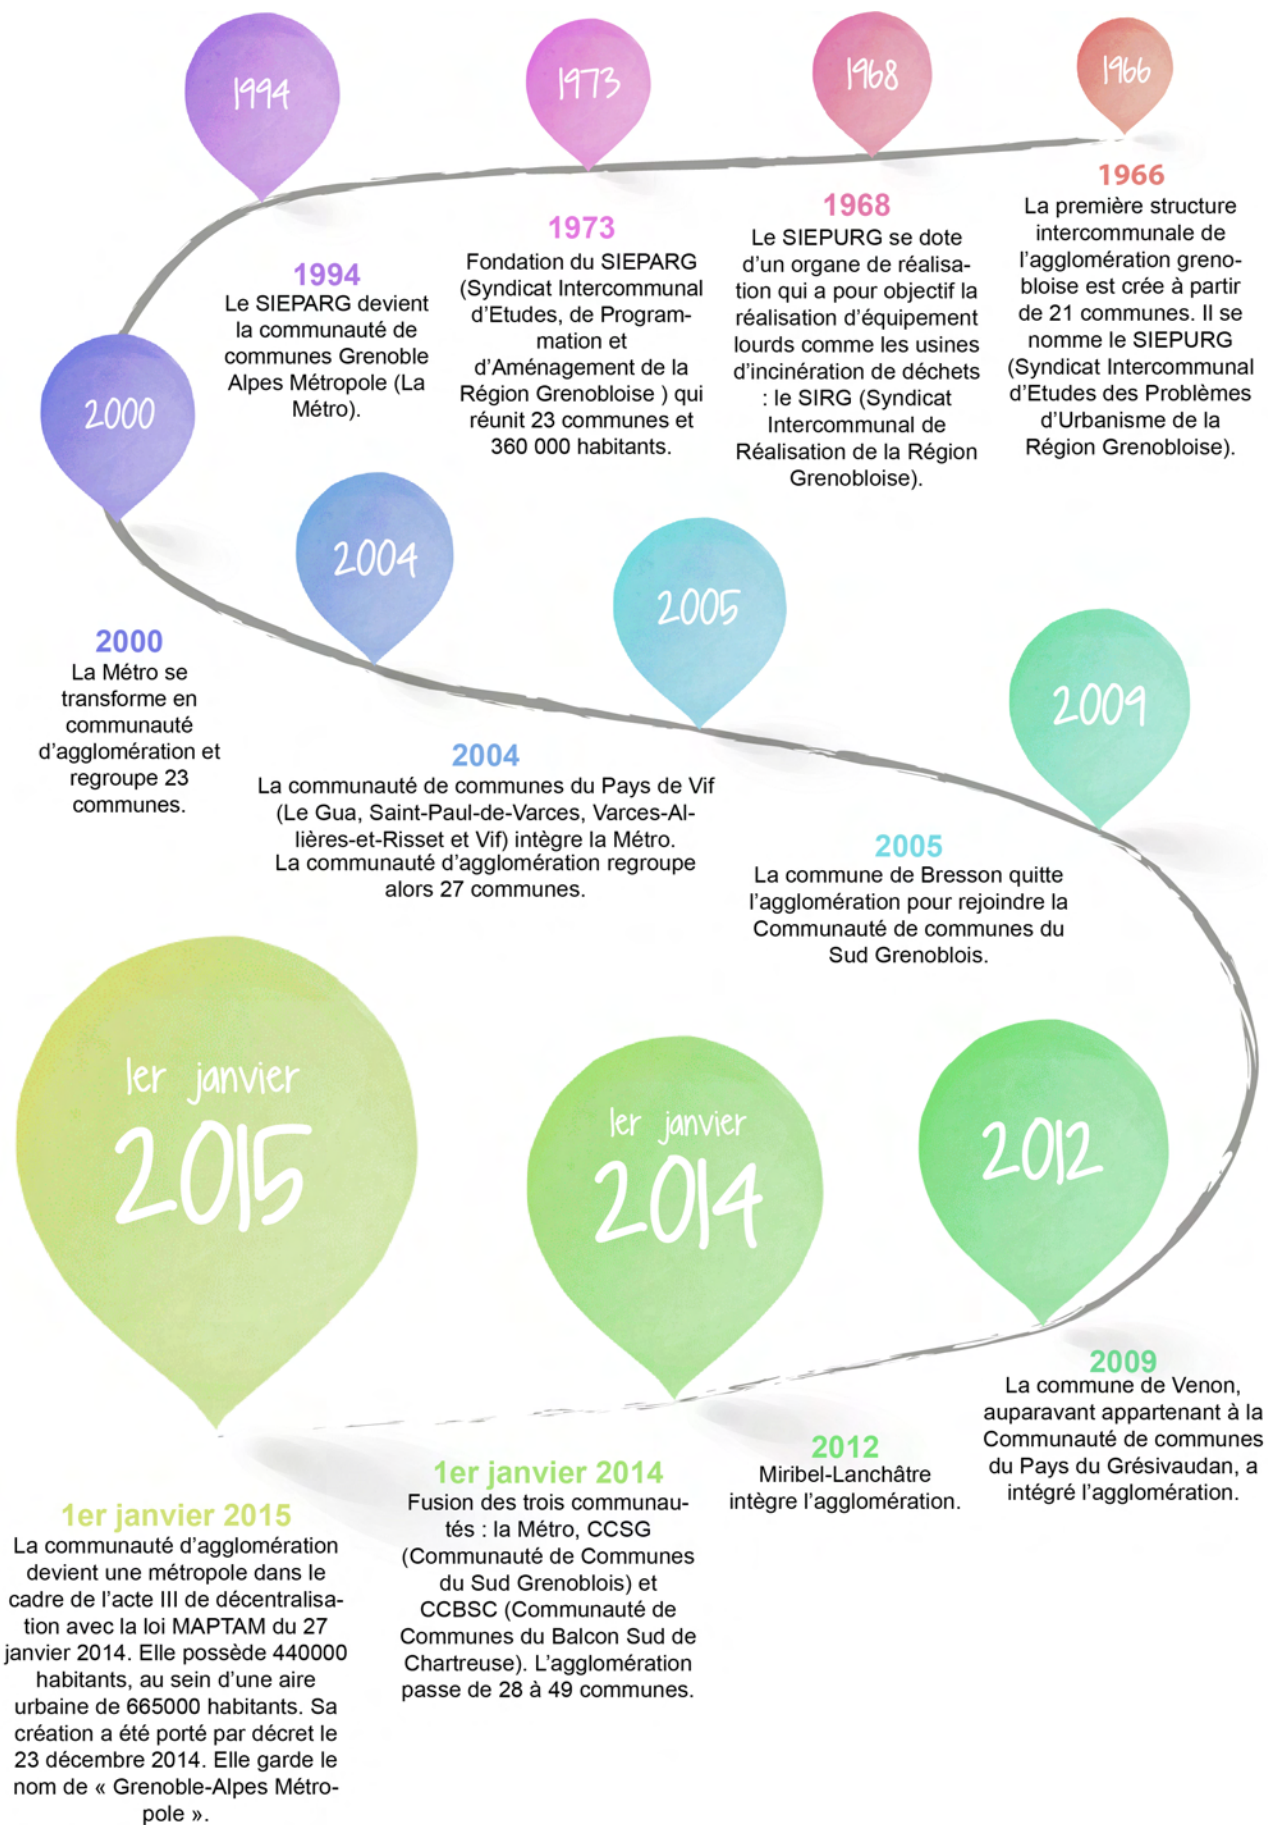 1966
1966
La première structure
intercommunale de
l'agglomération greno-
bloise est crée à partir
de 21 communes. Il se
nomme le SIEPURG
(Syndicat Intercommunal
d'Etudes des Problèmes
d'Urbanisme de la
Région Grenobloise).
1968
1968
Le SIEPURG se dote
d'un organe de réalisa-
tion qui a pour objectif la
réalisation d'équipement
lourds comme les usines
d'incinération de déchets
: le SIRG (Syndicat
Intercommunal de
Réalisation de la Région
Grenobloise).
1973
1973
Fondation du SIEPARG
(Syndicat Intercommunal
d'Etudes, de Program-
mation et
d'Aménagement de la
Région Grenobloise ) qui
réunit 23 communes et
360 000 habitants.
1994
1994
Le SIEPARG devient
la communauté de
communes Grenoble
Alpes Métropole (La
Métro).
2000
2000
La Métro se
transforme en
communauté
d'agglomération et
regroupe 23
communes.
2004
2004
La communauté de communes du Pays de Vif
(Le Gua, Saint-Paul-de-Varces, Varces-Al-
lières-et-Risset et Vif) intègre la Métro.
La communauté d'agglomération regroupe
alors 27 communes.
2005
2005
La commune de Bresson quitte
l'agglomération pour rejoindre la
Communauté de communes du
Sud Grenoblois.
2009
2009
La commune de Venon,
auparavant appartenant à la
Communauté de communes
du Pays du Grésivaudan, a
intégré l'agglomération.
2012
2012
Miribel-Lanchâtre
intègre l'agglomération.
1er janvier
2014
1er janvier 2014
Fusion des trois communau-
tés : la Métro, CCSG
(Communauté de Communes
du Sud Grenoblois) et
CCBSC (Communauté de
Communes du Balcon Sud de
Chartreuse). L'agglomération
passe de 28 à 49 communes.
1er janvier
2015
1er janvier 2015
La communauté d'agglomération
devient une métropole dans le
cadre de l'acte III de décentralisa-
tion avec la loi MAPTAM du 27
janvier 2014. Elle possède 440000
habitants, au sein d'une aire
urbaine de 665000 habitants. Sa
création a été porté par décret le
23 décembre 2014. Elle garde le
nom de « Grenoble-Alpes Métro-
pole ».